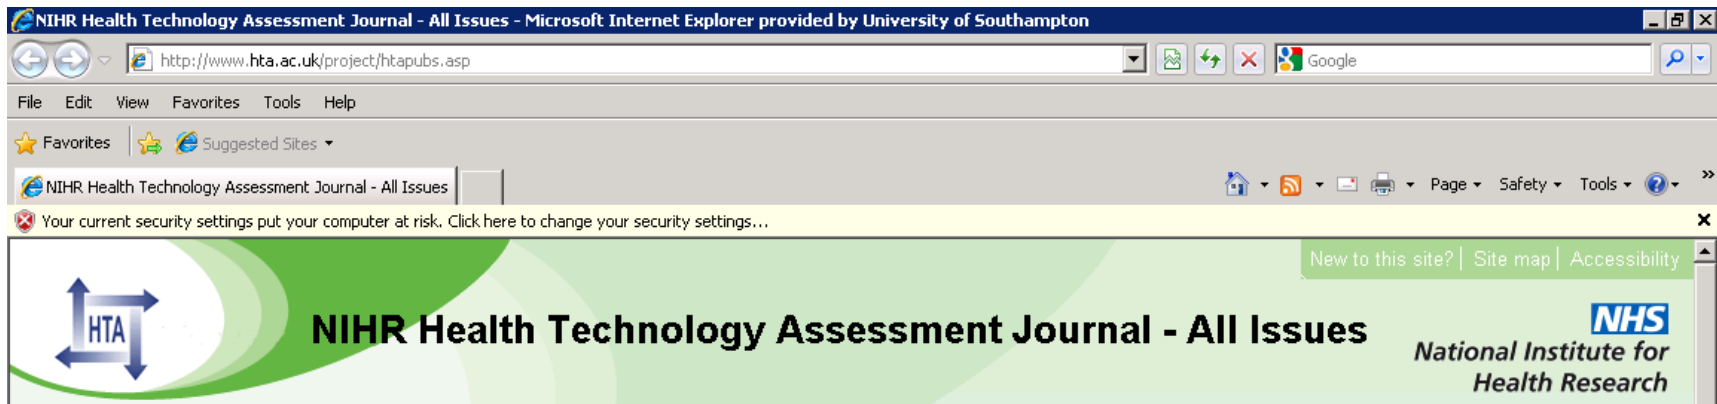 NIHR Health Technology Assessment Journal - All Issues - Microsoft Internet Explorer provided by University of Southampton
http://www.hta.ac.uk/project/htapubs.asp
Google
File Edit View Favorites Tools Help
Favorites Suggested Sites
NIHR Health Technology Assessment Journal - All Issues
Page Safety Tools
Your current security settings put your computer at risk. Click here to change your security settings...
New to this site? | Site map | Accessibility
HTA
NIHR Health Technology Assessment Journal - All Issues
NHS
National Institute for
Health Research